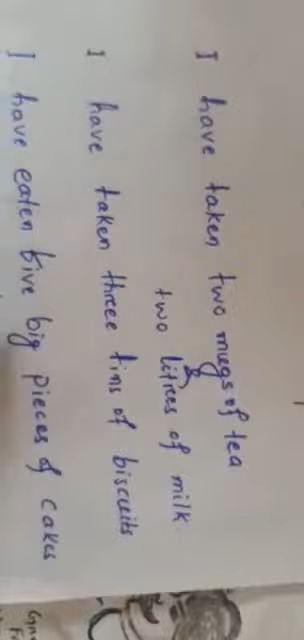 I have taken two mugs of tea
& two litres of milk.
I have taken three tins of biscuits
I have eaten five big pieces of cakes